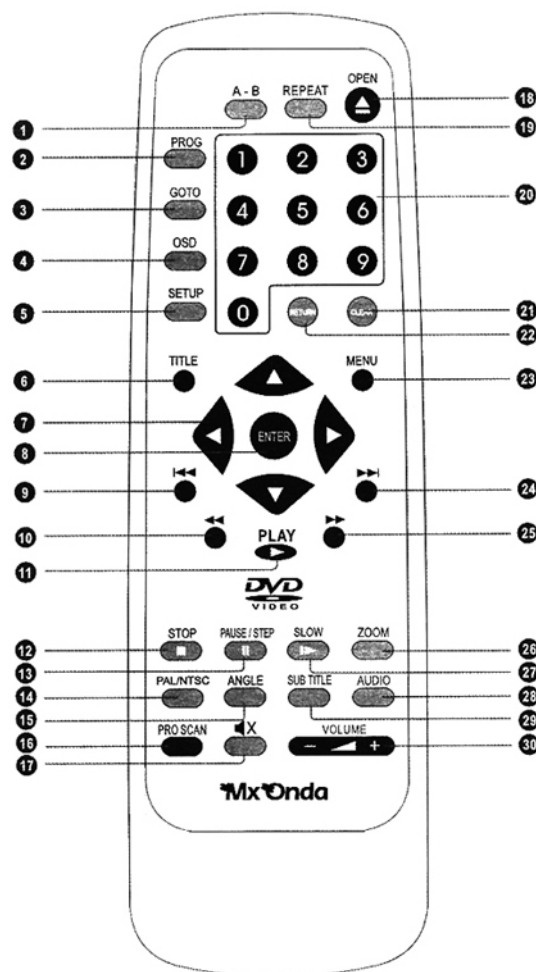 A - B REPEAT OPEN
18
1 19
PROG
2 1 2 3
20
GOTO
3 4 5 6
OSD
4 7 8 9
SETUP
5 0 RETURN 21
22
TITLE MENU
6 23
7
8 ENTER
9 24
10 25
PLAY
11
DVD
VIDEO
STOP PAUSE / STEP SLOW ZOOM
12 26
13 27
PAL/NTSC ANGLE SUB TITLE AUDIO
14 28
15 29
PRO SCAN X VOLUME
16 − + 30
17
MxOnda